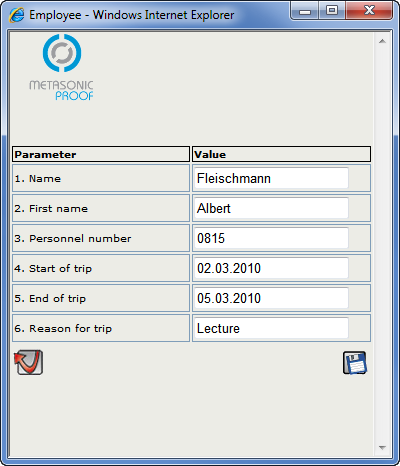 Employee - Windows Internet Explorer
METASONIC
PROOF
Parameter Value
1. Name Fleischmann
2. First name Albert
3. Personnel number 0815
4. Start of trip 02.03.2010
5. End of trip 05.03.2010
6. Reason for trip Lecture